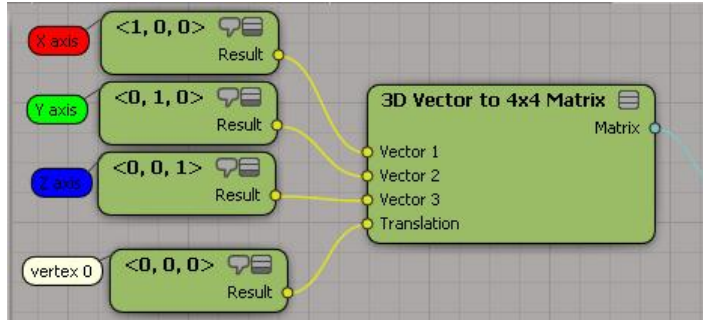 X axis
<1, 0, 0>
Result
Y axis
<0, 1, 0>
Result
Z axis
<0, 0, 1>
Result
vertex 0
<0, 0, 0>
Result
3D Vector to 4x4 Matrix
Matrix
Vector 1
Vector 2
Vector 3
Translation